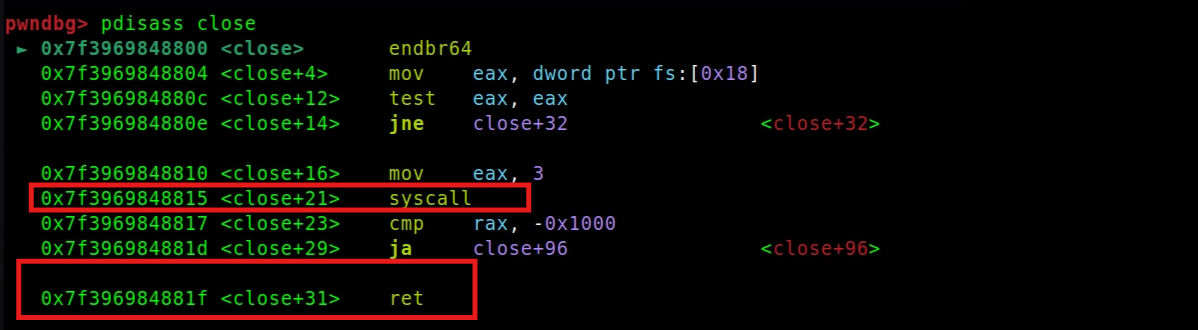 pwndbg> pdisass close
► 0x7f3969848800 <close> endbr64
0x7f3969848804 <close+4> mov eax, dword ptr fs:[0x18]
0x7f396984880c <close+12> test eax, eax
0x7f396984880e <close+14> jne close+32 <close+32>
0x7f3969848810 <close+16> mov eax, 3
0x7f3969848815 <close+21> syscall
0x7f3969848817 <close+23> cmp rax, -0x1000
0x7f396984881d <close+29> ja close+96 <close+96>
0x7f396984881f <close+31> ret